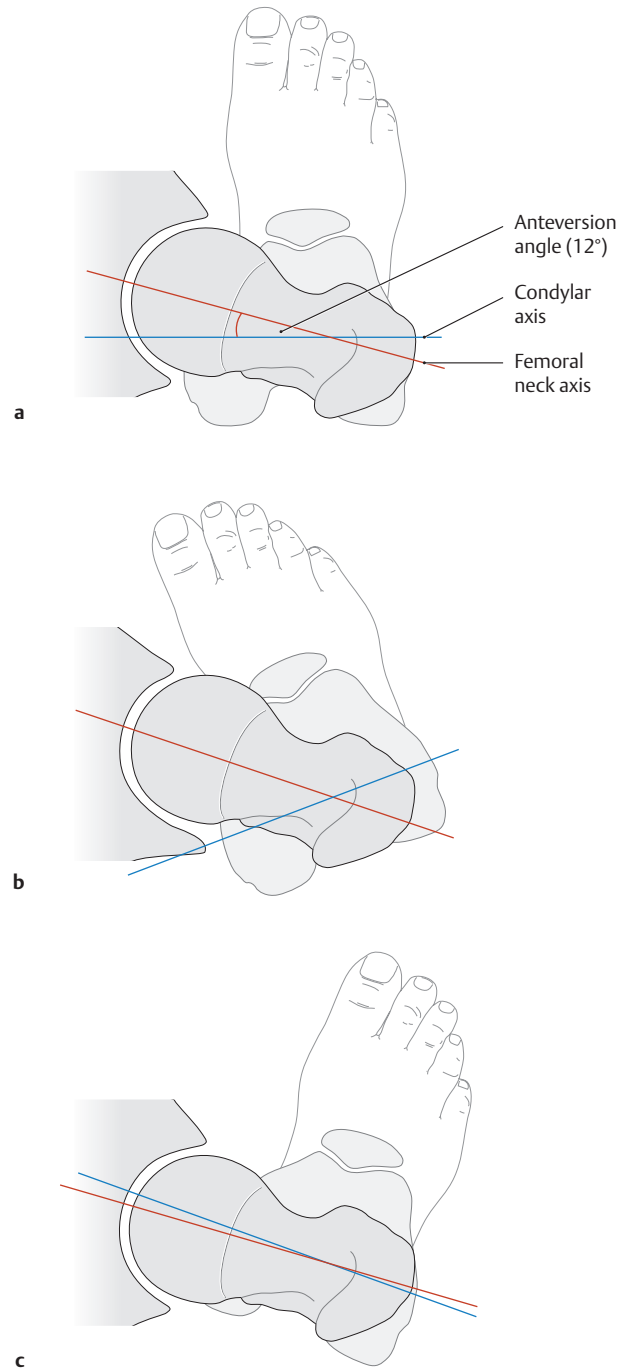 Anteversion
angle (12°)
Condylar
axis
Femoral
neck axis
a
b
c